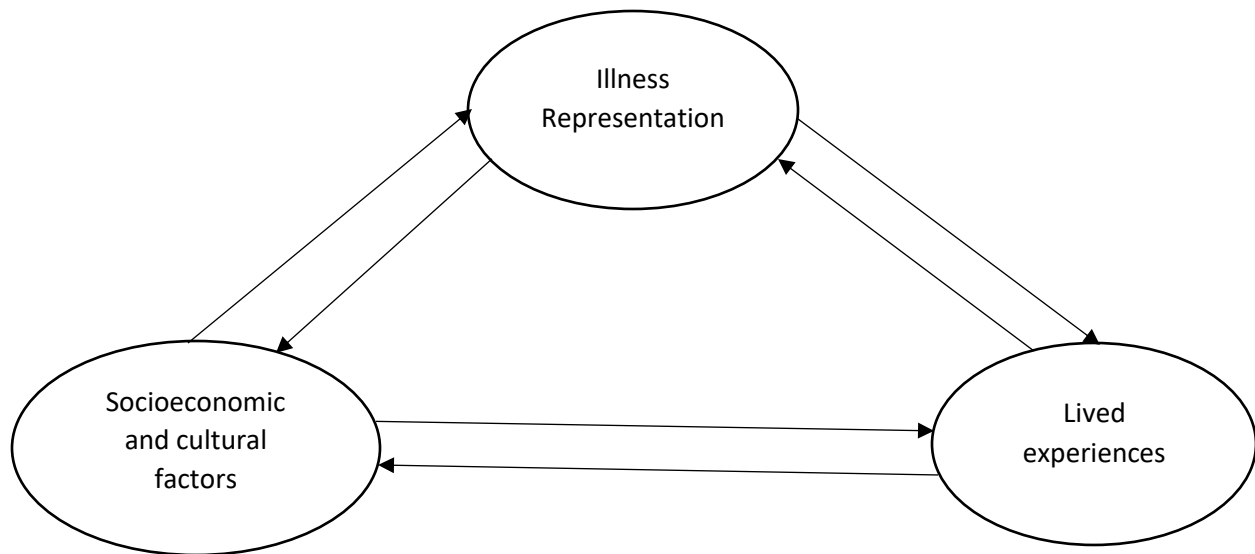 Illness
Representation
Socioeconomic
and cultural
factors
Lived
experiences